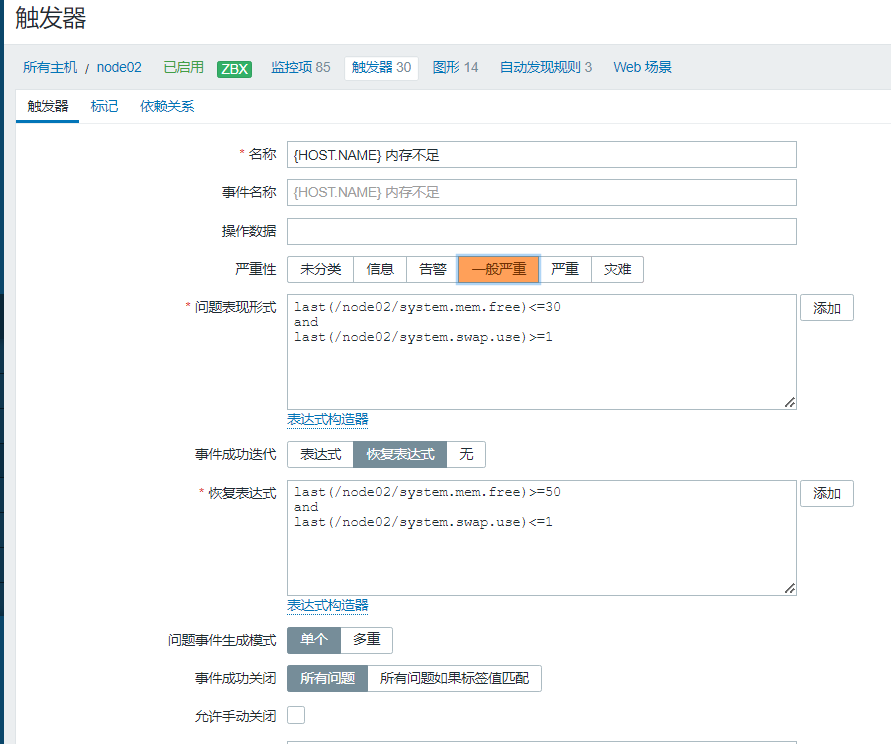 触发器
所有主机 / node02 已启用 ZBX 监控项 85 触发器 30 图形 14 自动发现规则 3 Web 场景
触发器 标记 依赖关系
* 名称 {HOST.NAME} 内存不足
事件名称 {HOST.NAME} 内存不足
操作数据
严重性 未分类 信息 告警 一般严重 严重 灾难
* 问题表现形式 last(/node02/system.mem.free)<=30 添加
and
last(/node02/system.swap.use)>=1
表达式构造器
事件成功迭代 表达式 恢复表达式 无
* 恢复表达式 last(/node02/system.mem.free)>=50 添加
and
last(/node02/system.swap.use)<=1
表达式构造器
问题事件生成模式 单个 多重
事件成功关闭 所有问题 所有问题如果标签值匹配
允许手动关闭